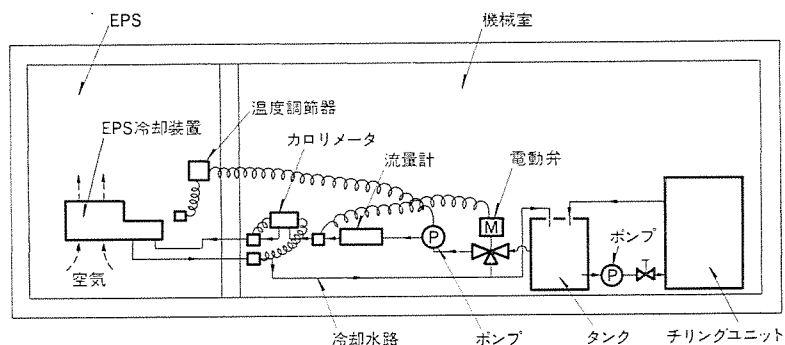 EPS
機械室
温度調節器
EPS冷却装置
カロリメータ
流量計
電動弁
M
P
ポンプ
P
空気
冷却水路
ポンプ
タンク
チリングユニット